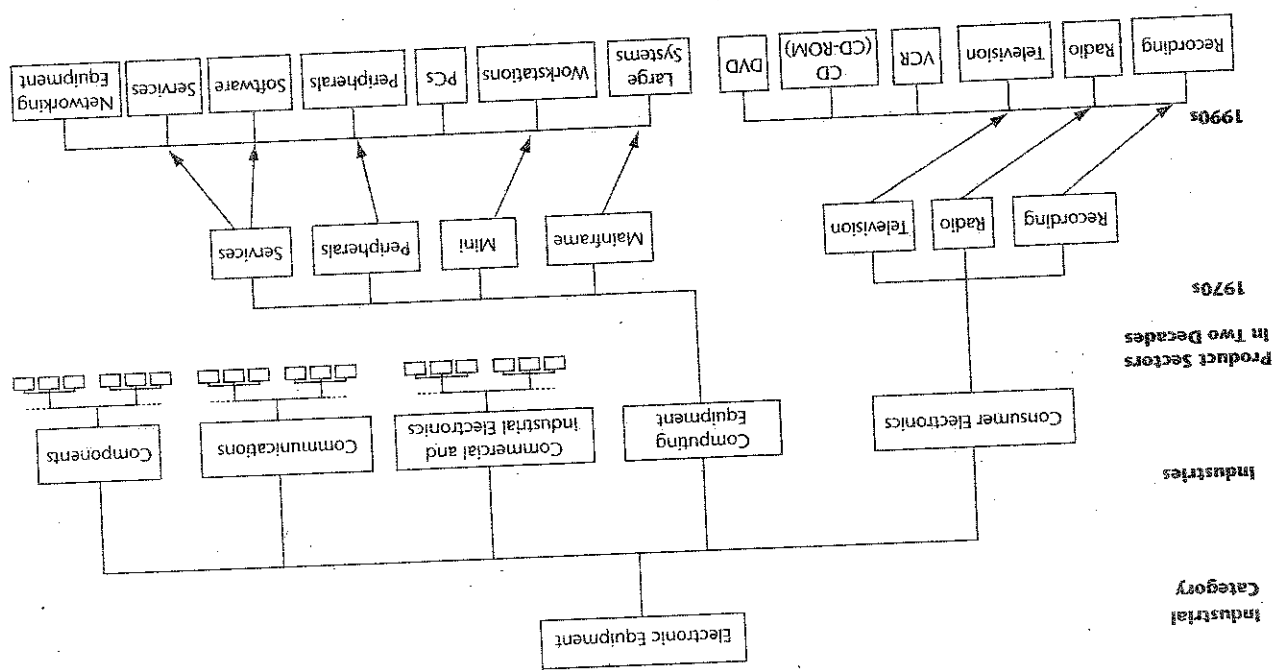 Industrial
Category
Electronic Equipment
Industries
Consumer Electronics
Computing
Equipment
Commercial and
industrial Electronics
Communications
Components
Product Sectors
In Two Decades
1970s
Recording
Radio
Television
Mainframe
Mini
Peripherals
Services
1990s
Recording
Radio
Television
VCR
CD
(CD-ROM)
DVD
Large
Systems
Workstations
PCs
Peripherals
Software
Services
Networking
Equipment